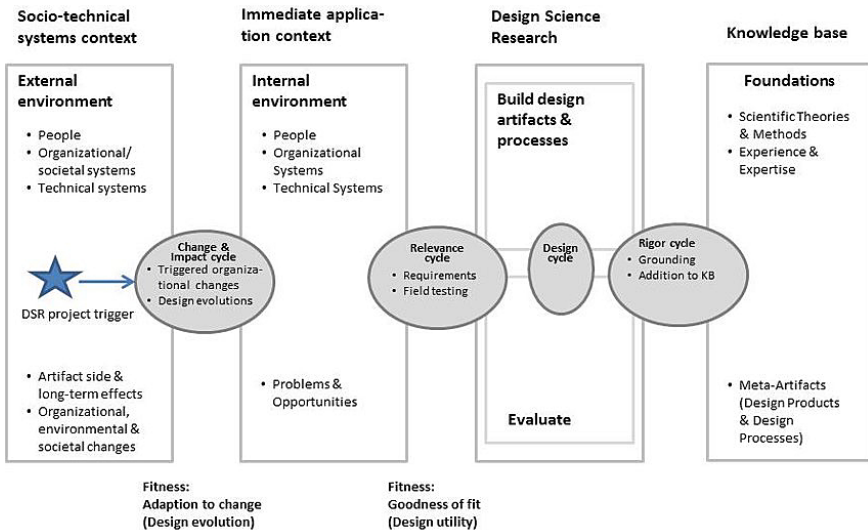 Socio-technical
systems context
External
environment
• People
• Organizational/
societal systems
• Technical systems
DSR project trigger
• Artifact side &
long-term effects
• Organizational,
environmental &
societal changes
Change &
Impact cycle
• Triggered organiza-
tional changes
• Design evolutions
Fitness:
Adaption to change
(Design evolution)
Immediate applica-
tion context
Internal
environment
• People
• Organizational
Systems
• Technical Systems
• Problems &
Opportunities
Relevance
cycle
• Requirements
• Field testing
Fitness:
Goodness of fit
(Design utility)
Design Science
Research
Build design
artifacts &
processes
Design
cycle
Evaluate
Rigor cycle
• Grounding
• Addition to KB
Knowledge base
Foundations
• Scientific Theories
& Methods
• Experience &
Expertise
• Meta-Artifacts
(Design Products
& Design
Processes)